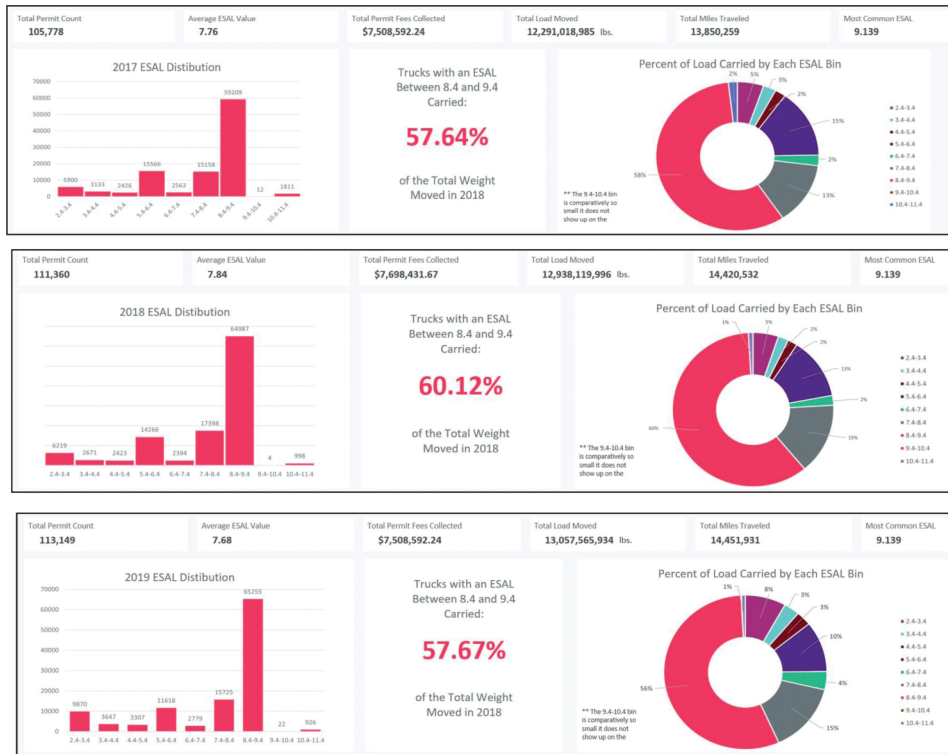 Total Permit Count
105,778
Average ESAL Value
7.76
Total Permit Fees Collected
$7,508,592.24
Total Load Moved
12,291,018,985 lbs.
Total Miles Traveled
13,850,259
Most Common ESAL
9.139
2017 ESAL Distibution
70000
60000
50000
40000
30000
20000
10000
0
5900
3133
2426
15566
2563
15158
59209
12
1811
2.4-3.4
3.4-4.4
4.4-5.4
5.4-6.4
6.4-7.4
7.4-8.4
8.4-9.4
9.4-10.4
10.4-11.4
Trucks with an ESAL
Between 8.4 and 9.4
Carried:
57.64%
of the Total Weight
Moved in 2018
Percent of Load Carried by Each ESAL Bin
2%
5%
3%
2%
15%
2%
13%
58%
** The 9.4-10.4 bin
is comparatively so
small it does not
show up on the
2.4-3.4
3.4-4.4
4.4-5.4
5.4-6.4
6.4-7.4
7.4-8.4
8.4-9.4
9.4-10.4
10.4-11.4
Total Permit Count
111,360
Average ESAL Value
7.84
Total Permit Fees Collected
$7,698,431.67
Total Load Moved
12,938,119,996 lbs.
Total Miles Traveled
14,420,532
Most Common ESAL
9.139
2018 ESAL Distibution
6219
2671
2423
14266
2394
17398
64987
4
998
2.4-3.4
3.4-4.4
4.4-5.4
5.4-6.4
6.4-7.4
7.4-8.4
8.4-9.4
9.4-10.4
10.4-11.4
Trucks with an ESAL
Between 8.4 and 9.4
Carried:
60.12%
of the Total Weight
Moved in 2018
Percent of Load Carried by Each ESAL Bin
1%
5%
2%
2%
13%
2%
15%
60%
** The 9.4-10.4 bin
is comparatively so
small it does not
show up on the
2.4-3.4
3.4-4.4
4.4-5.4
5.4-6.4
6.4-7.4
7.4-8.4
8.4-9.4
9.4-10.4
10.4-11.4
Total Permit Count
113,149
Average ESAL Value
7.68
Total Permit Fees Collected
$7,508,592.24
Total Load Moved
13,057,565,934 lbs.
Total Miles Traveled
14,451,931
Most Common ESAL
9.139
2019 ESAL Distibution
70000
60000
50000
40000
30000
20000
10000
0
9870
3647
3307
11618
2779
15725
65255
22
926
2.4-3.4
3.4-4.4
4.4-5.4
5.4-6.4
6.4-7.4
7.4-8.4
8.4-9.4
9.4-10.4
10.4-11.4
Trucks with an ESAL
Between 8.4 and 9.4
Carried:
57.67%
of the Total Weight
Moved in 2018
Percent of Load Carried by Each ESAL Bin
1%
8%
3%
3%
10%
4%
15%
56%
** The 9.4-10.4 bin
is comparatively so
small it does not
show up on the
2.4-3.4
3.4-4.4
4.4-5.4
5.4-6.4
6.4-7.4
7.4-8.4
8.4-9.4
9.4-10.4
10.4-11.4